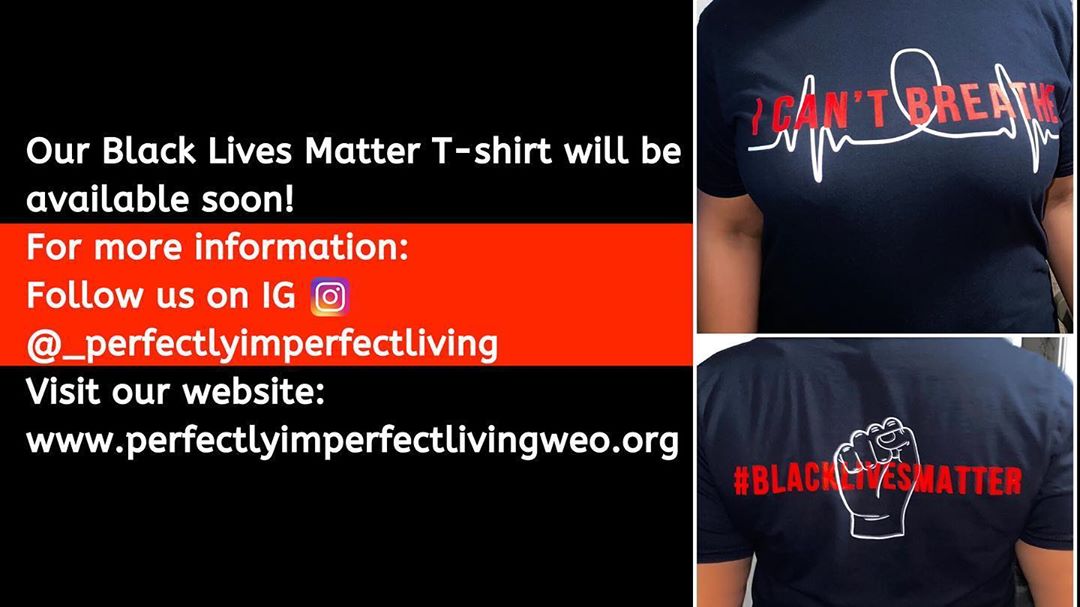 Our Black Lives Matter T-shirt will be
available soon!
For more information:
Follow us on IG
@_perfectlyimperfectliving
Visit our website:
www.perfectlyimperfectlivingweo.org
I CAN'T BREATHE
#BLACKLIVESMATTER